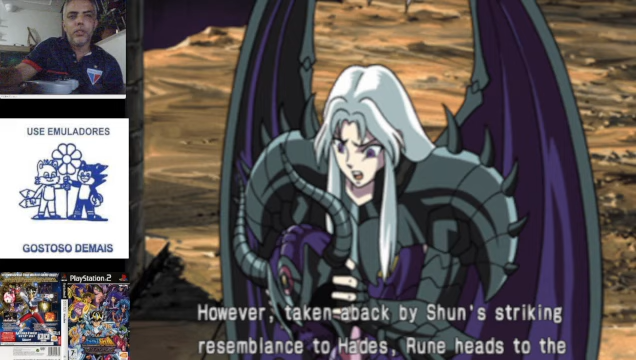 USE EMULADORES
GOSTOSO DEMAIS
PlayStation 2
However, taken aback by Shun's striking
resemblance to Hades, Rune heads to the